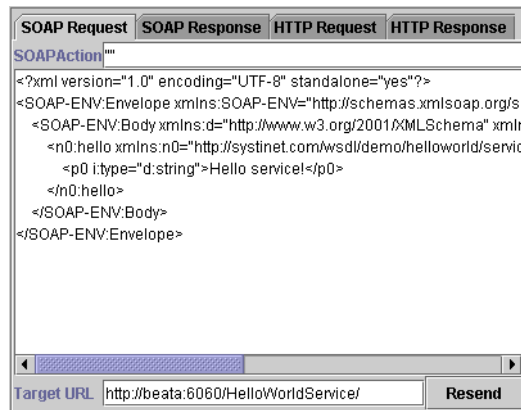 SOAP Request SOAP Response HTTP Request HTTP Response
SOAPAction ""
<?xml version="1.0" encoding="UTF-8" standalone="yes"?>
<SOAP-ENV:Envelope xmlns:SOAP-ENV="http://schemas.xmlsoap.org/s
<SOAP-ENV:Body xmlns:d="http://www.w3.org/2001/XMLSchema" xmln
<n0:hello xmlns:n0="http://systinet.com/wsdl/demo/helloworld/servic
<p0 i:type="d:string">Hello service!</p0>
</n0:hello>
</SOAP-ENV:Body>
</SOAP-ENV:Envelope>
Target URL http://beata:6060/HelloWorldService/ Resend